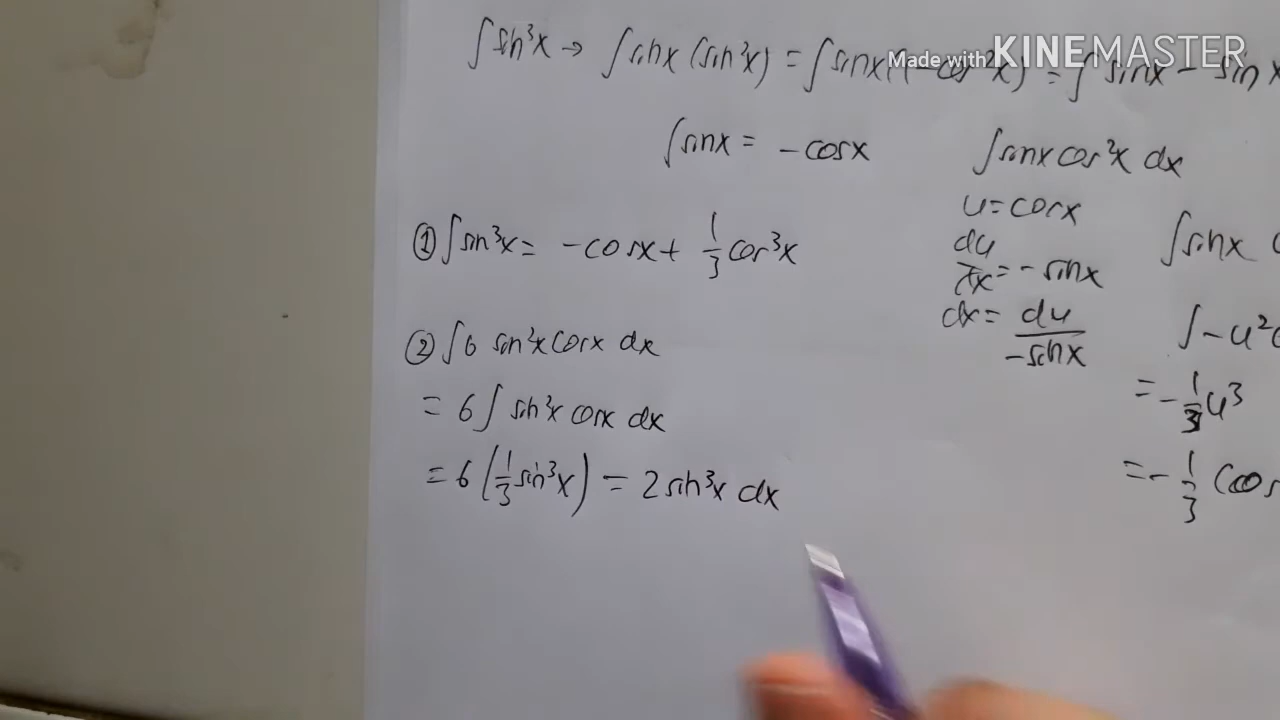 ∫sin³x → ∫sinx (sin²x) = ∫sinx(1-cos²x) = ∫ sinx - sin x
Made with KINEMASTER
∫sinx = -cosx
∫sinxcos²x dx
u = cosx
du/dx = -sinx
dx = du/-sinx
∫sinx
∫-u²
= -1/3 u³
= -1/3 cos
① ∫sin³x = -cosx + 1/3 cos³x
② ∫6 sin²x cosx dx
= 6∫ sin²x cosx dx
= 6(1/3 sin³x) = 2sin³x dx